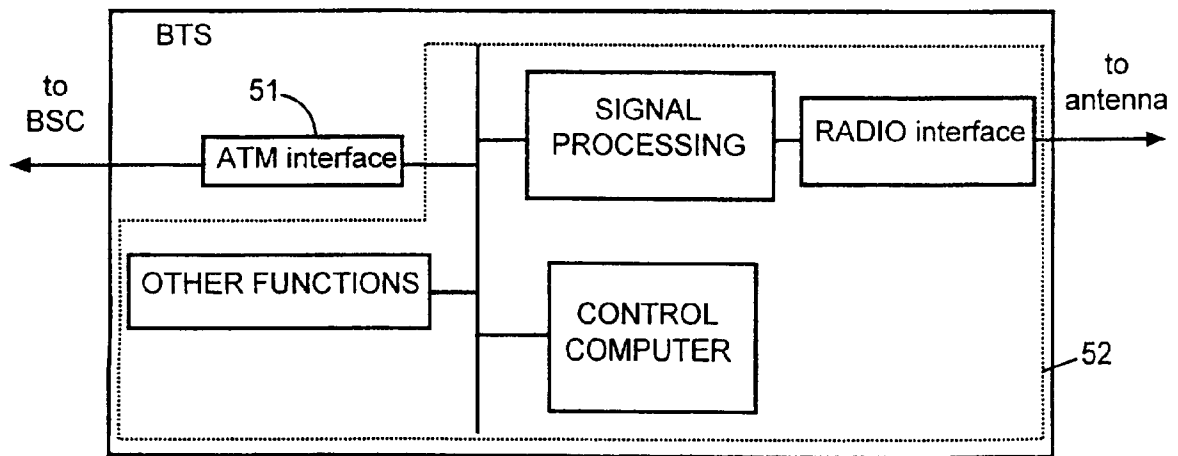 BTS
to
BSC
51
ATM interface
SIGNAL
PROCESSING
RADIO interface
to
antenna
OTHER FUNCTIONS
CONTROL
COMPUTER
52